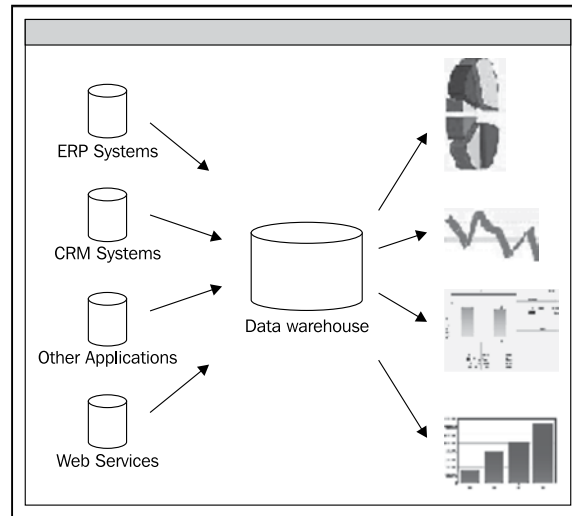 ERP Systems
CRM Systems
Other Applications
Web Services
Data warehouse